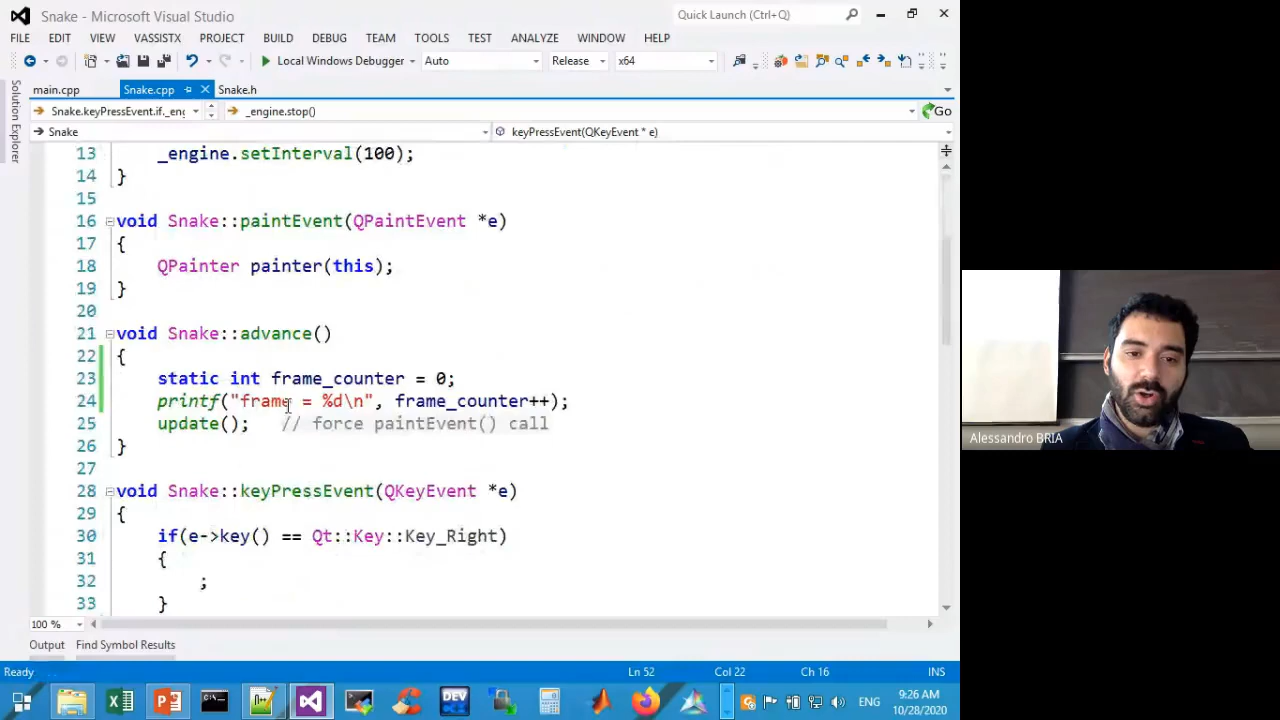 Snake - Microsoft Visual Studio
Quick Launch (Ctrl+Q)
FILE EDIT VIEW VASSISTX PROJECT BUILD DEBUG TEAM TOOLS TEST ANALYZE WINDOW HELP
Local Windows Debugger Auto Release x64
Solution Explorer
main.cpp Snake.cpp Snake.h
Snake.keyPressEvent.if._eng _engine.stop() Go
Snake keyPressEvent(QKeyEvent * e)
13 _engine.setInterval(100);
14 }
15
16 void Snake::paintEvent(QPaintEvent *e)
17 {
18 QPainter painter(this);
19 }
20
21 void Snake::advance()
22 {
23 static int frame_counter = 0;
24 printf("frame = %d\n", frame_counter++);
25 update(); // force paintEvent() call
26 }
27
28 void Snake::keyPressEvent(QKeyEvent *e)
29 {
30 if(e->key() == Qt::Key::Key_Right)
31 {
32 ;
33 }
100 %
Output Find Symbol Results
Ready Ln 52 Col 22 Ch 16 INS
DEV
ENG
9:26 AM
10/28/2020
Alessandro BRIA